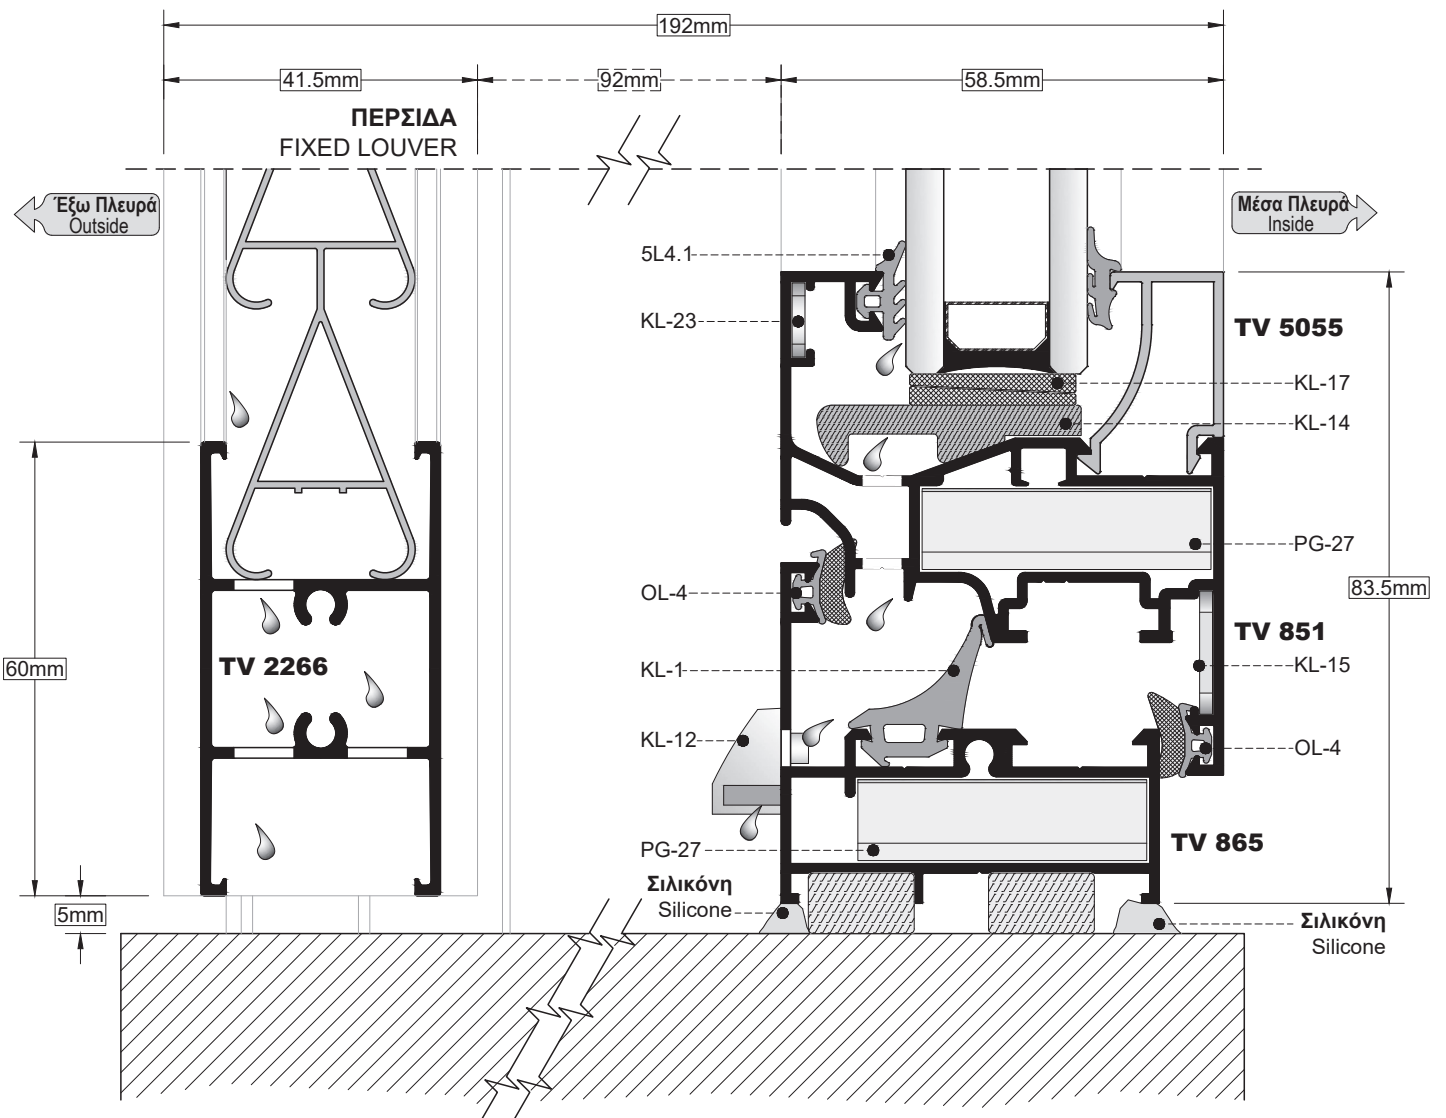 192mm
41.5mm
92mm
58.5mm
ΠΕΡΣΙΔΑ
FIXED LOUVER
Έξω Πλευρά
Outside
Μέσα Πλευρά
Inside
5L4.1
KL-23
TV 5055
KL-17
KL-14
PG-27
OL-4
83.5mm
TV 851
60mm
TV 2266
KL-1
KL-15
KL-12
OL-4
PG-27
TV 865
Σιλικόνη
Silicone
5mm
Σιλικόνη
Silicone